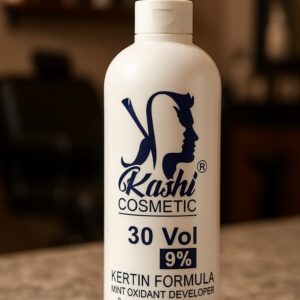 Kashi®
COSMETIC
30 Vol
9%
KERTIN FORMULA
MINT OXIDANT DEVELOPER